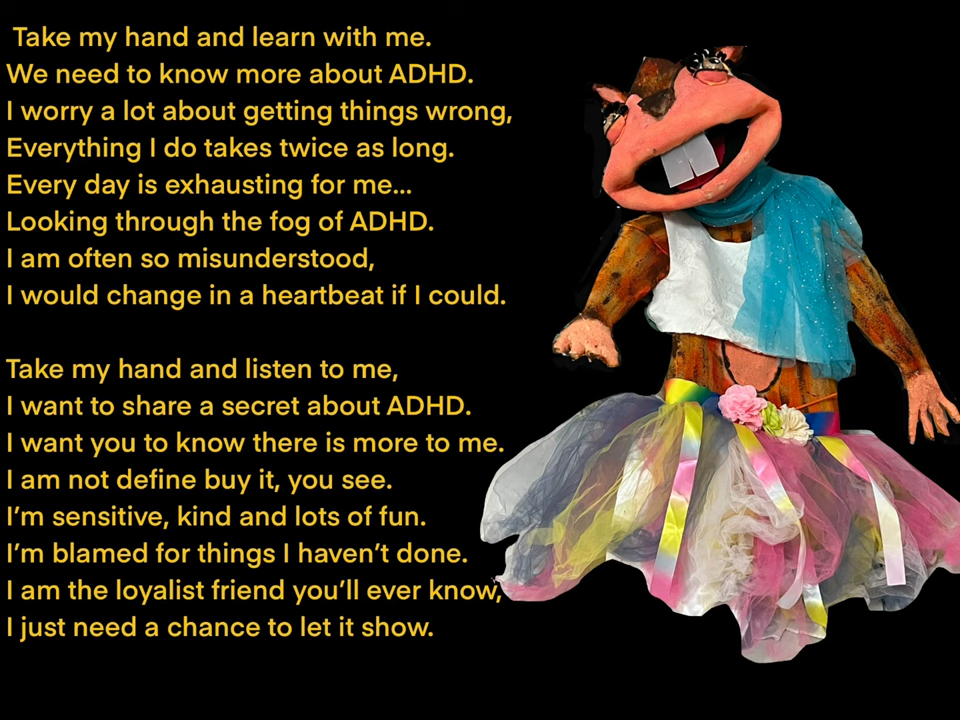 Take my hand and learn with me.
We need to know more about ADHD.
I worry a lot about getting things wrong,
Everything I do takes twice as long.
Every day is exhausting for me...
Looking through the fog of ADHD.
I am often so misunderstood,
I would change in a heartbeat if I could.
Take my hand and listen to me,
I want to share a secret about ADHD.
I want you to know there is more to me.
I am not define buy it, you see.
I'm sensitive, kind and lots of fun.
I'm blamed for things I haven't done.
I am the loyalist friend you'll ever know,
I just need a chance to let it show.